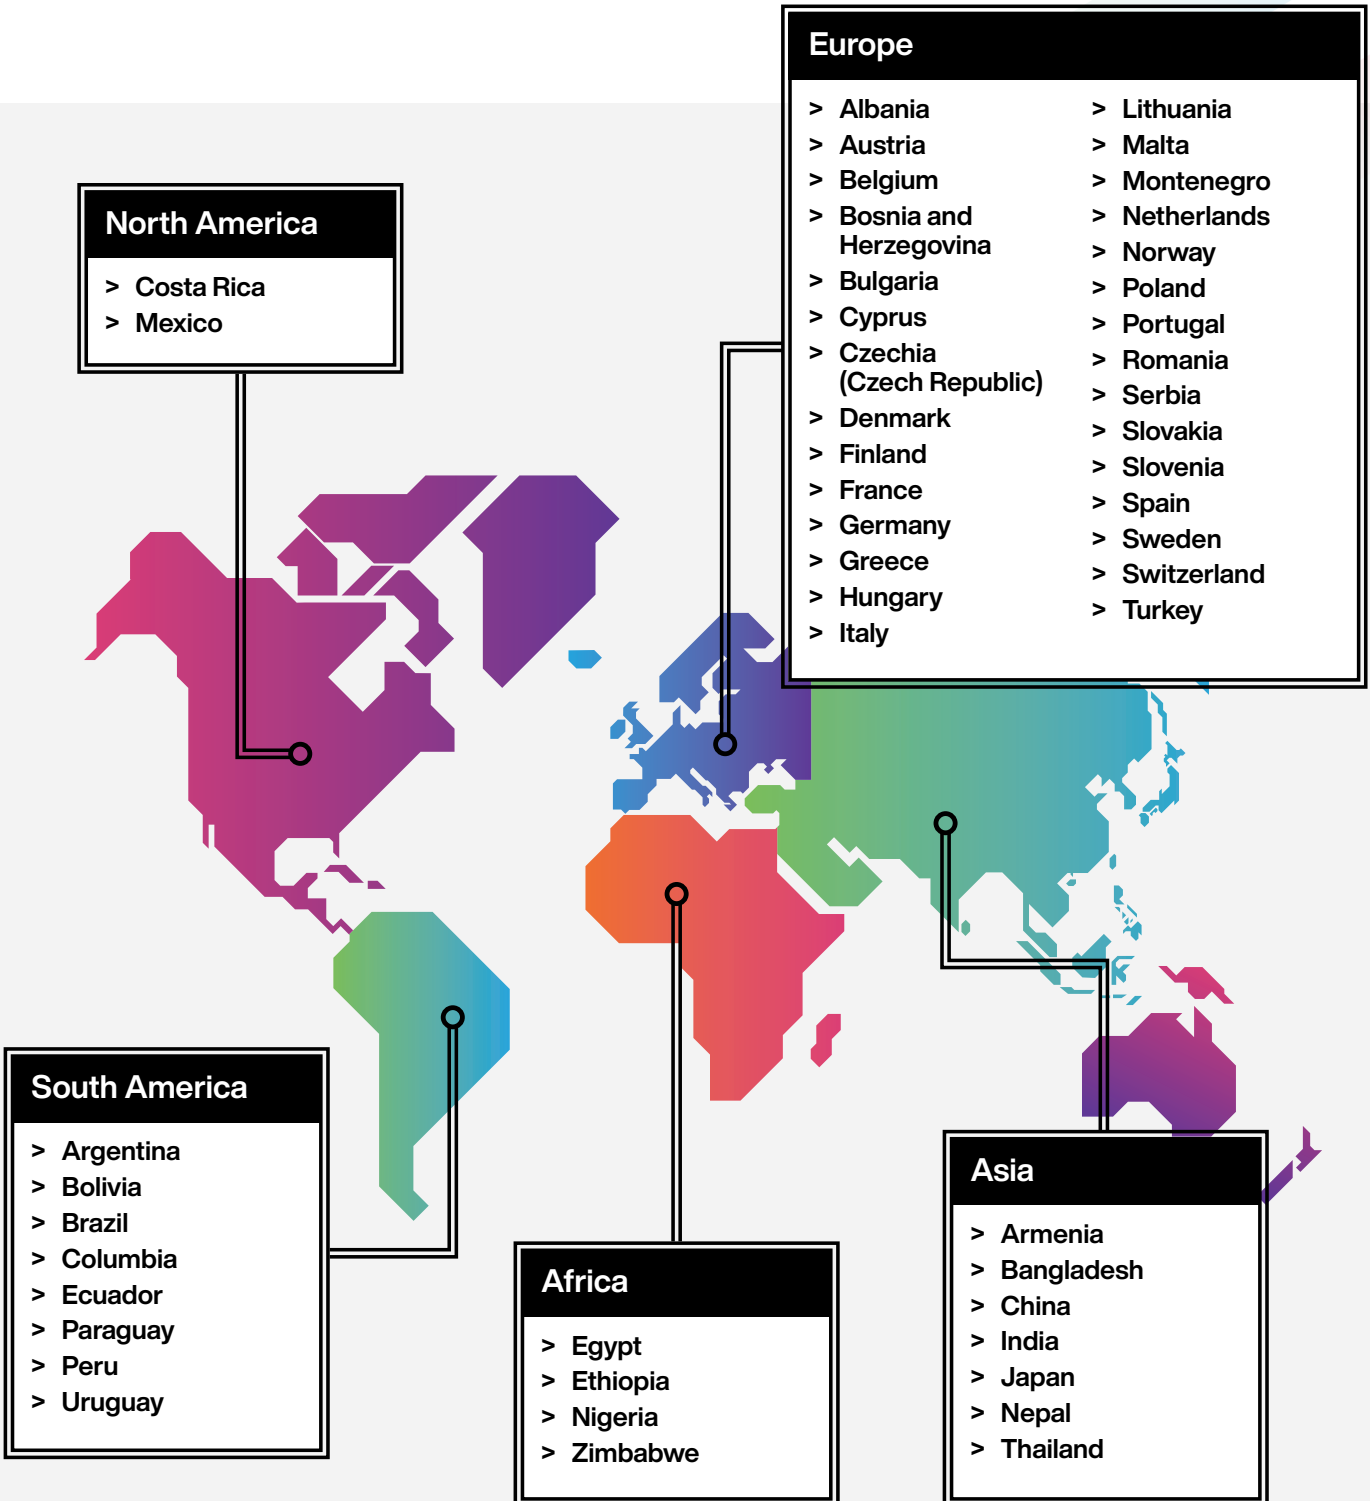 Europe
> Albania
> Austria
> Belgium
> Bosnia and
Herzegovina
> Bulgaria
> Cyprus
> Czechia
(Czech Republic)
> Denmark
> Finland
> France
> Germany
> Greece
> Hungary
> Italy
> Lithuania
> Malta
> Montenegro
> Netherlands
> Norway
> Poland
> Portugal
> Romania
> Serbia
> Slovakia
> Slovenia
> Spain
> Sweden
> Switzerland
> Turkey
North America
> Costa Rica
> Mexico
South America
> Argentina
> Bolivia
> Brazil
> Columbia
> Ecuador
> Paraguay
> Peru
> Uruguay
Africa
> Egypt
> Ethiopia
> Nigeria
> Zimbabwe
Asia
> Armenia
> Bangladesh
> China
> India
> Japan
> Nepal
> Thailand